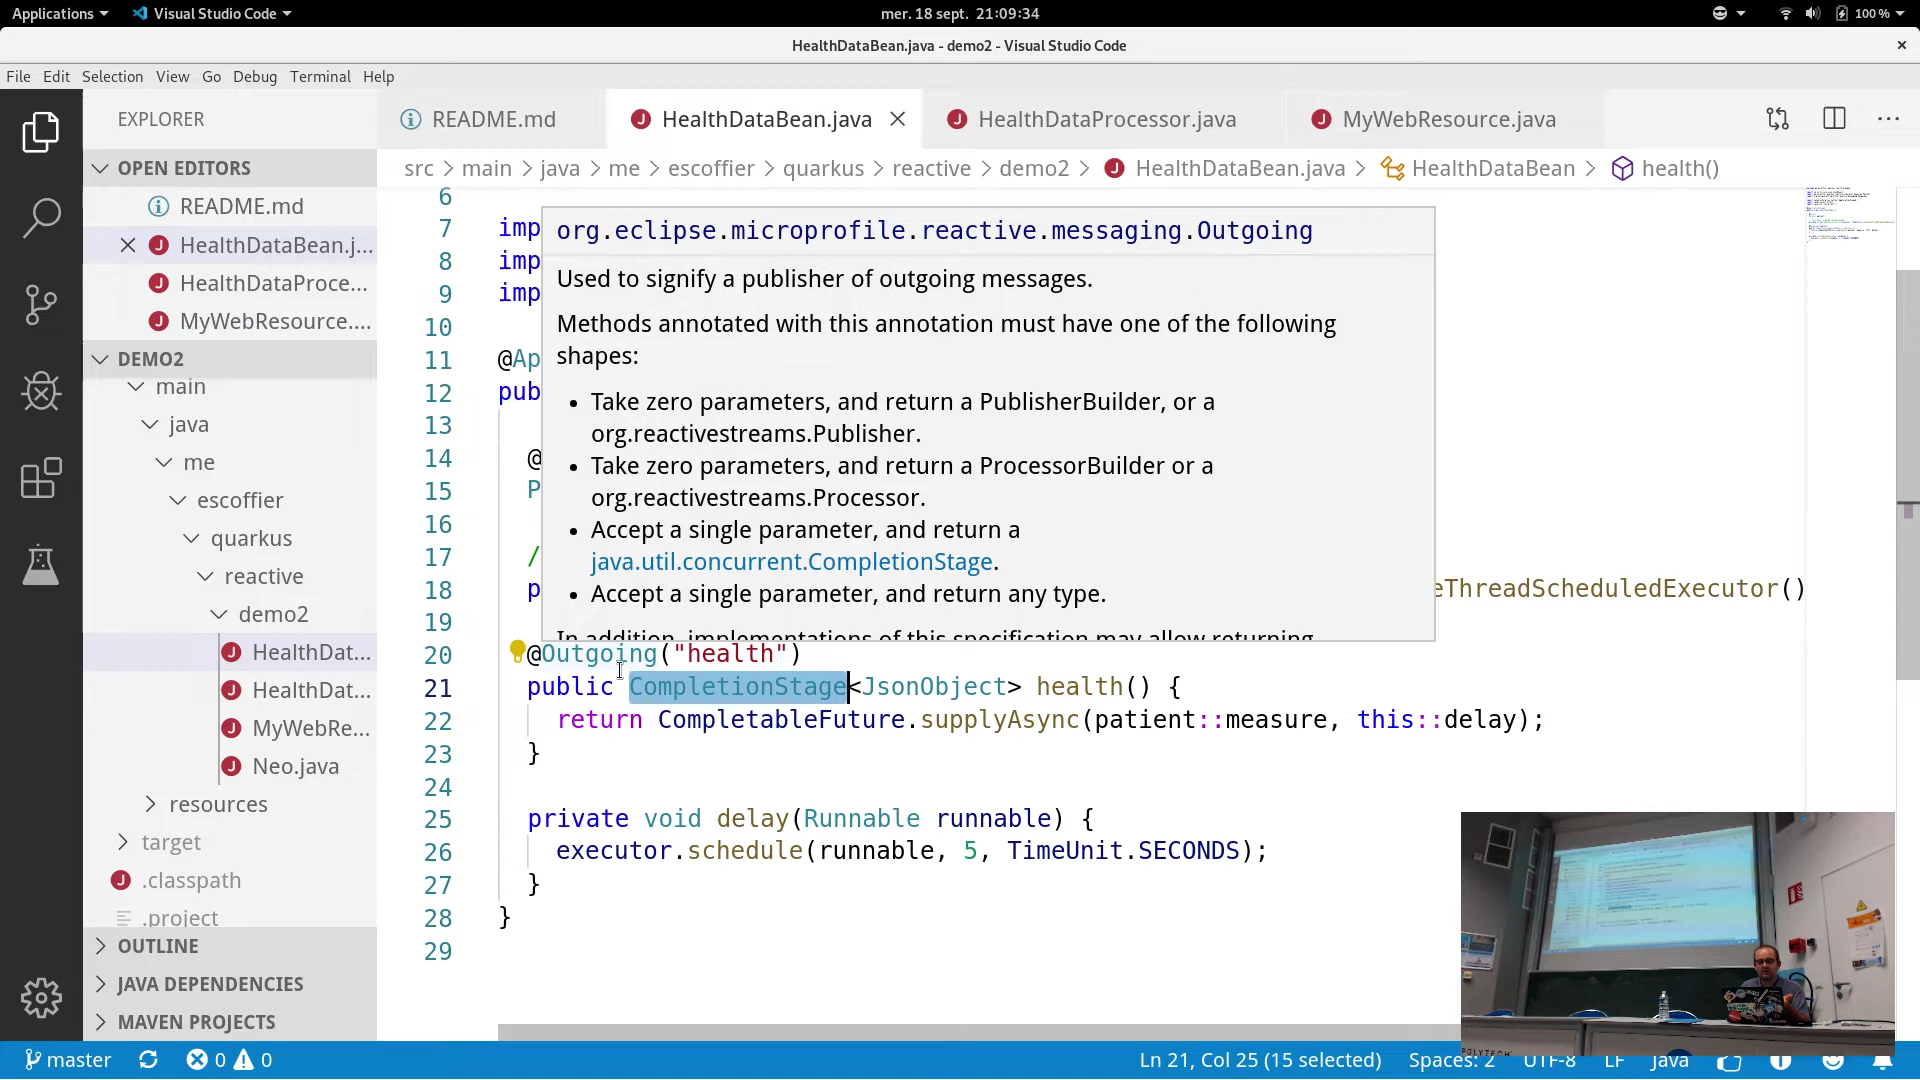 Applications
Visual Studio Code
mer. 18 sept. 21:09:34
100 %
HealthDataBean.java - demo2 - Visual Studio Code
File Edit Selection View Go Debug Terminal Help
EXPLORER
README.md
HealthDataBean.java
HealthDataProcessor.java
MyWebResource.java
OPEN EDITORS
README.md
HealthDataBean.j...
HealthDataProce...
MyWebResource....
DEMO2
main
java
me
escoffier
quarkus
reactive
demo2
HealthDat...
HealthDat...
MyWebRe...
Neo.java
resources
target
.classpath
.project
OUTLINE
JAVA DEPENDENCIES
MAVEN PROJECTS
src > main > java > me > escoffier > quarkus > reactive > demo2 > HealthDataBean.java > HealthDataBean > health()
6
7 imp
8 imp
9 imp
10
11 @Ap
12 pub
13
14 @
15 P
16
17 /
18 p eThreadScheduledExecutor()
19
org.eclipse.microprofile.reactive.messaging.Outgoing
Used to signify a publisher of outgoing messages.
Methods annotated with this annotation must have one of the following
shapes:
• Take zero parameters, and return a PublisherBuilder, or a
org.reactivestreams.Publisher.
• Take zero parameters, and return a ProcessorBuilder or a
org.reactivestreams.Processor.
• Accept a single parameter, and return a
java.util.concurrent.CompletionStage.
• Accept a single parameter, and return any type.
In addition, implementations of this specification may allow returning
20 @Outgoing("health")
21 public CompletionStage<JsonObject> health() {
22 return CompletableFuture.supplyAsync(patient::measure, this::delay);
23 }
24
25 private void delay(Runnable runnable) {
26 executor.schedule(runnable, 5, TimeUnit.SECONDS);
27 }
28 }
29
master
0
0
Ln 21, Col 25 (15 selected)
Spaces: 2
UTF-8
LF
Java